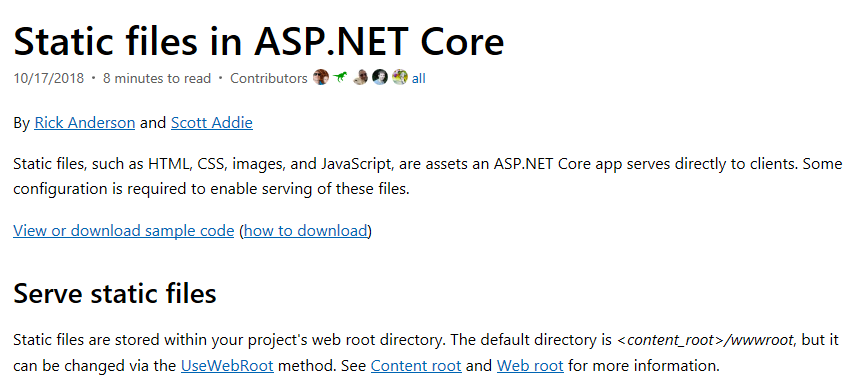 Static files in ASP.NET Core
10/17/2018 • 8 minutes to read • Contributors all
By Rick Anderson and Scott Addie
Static files, such as HTML, CSS, images, and JavaScript, are assets an ASP.NET Core app serves directly to clients. Some
configuration is required to enable serving of these files.
View or download sample code (how to download)
Serve static files
Static files are stored within your project's web root directory. The default directory is <content_root>/wwwroot, but it
can be changed via the UseWebRoot method. See Content root and Web root for more information.